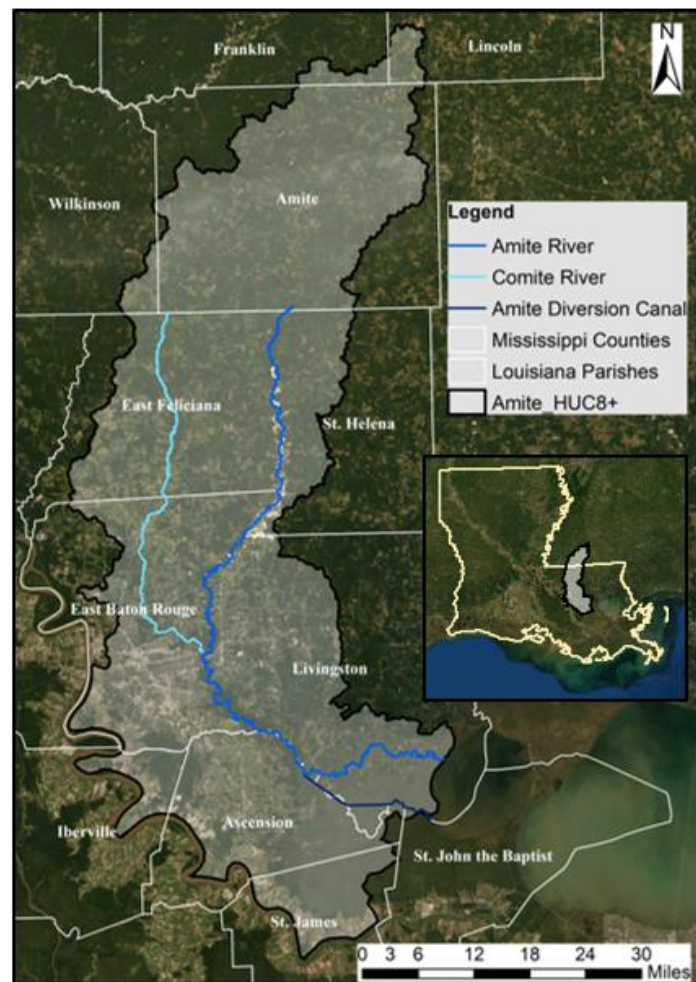 Franklin
Lincoln
N
Wilkinson
Amite
Legend
Amite River
Comite River
Amite Diversion Canal
Mississippi Counties
Louisiana Parishes
Amite_HUC8+
East Feliciana
St. Helena
East Baton Rouge
Livingston
Iberville
Ascension
St. John the Baptist
St. James
0 3 6 12 18 24 30
Miles